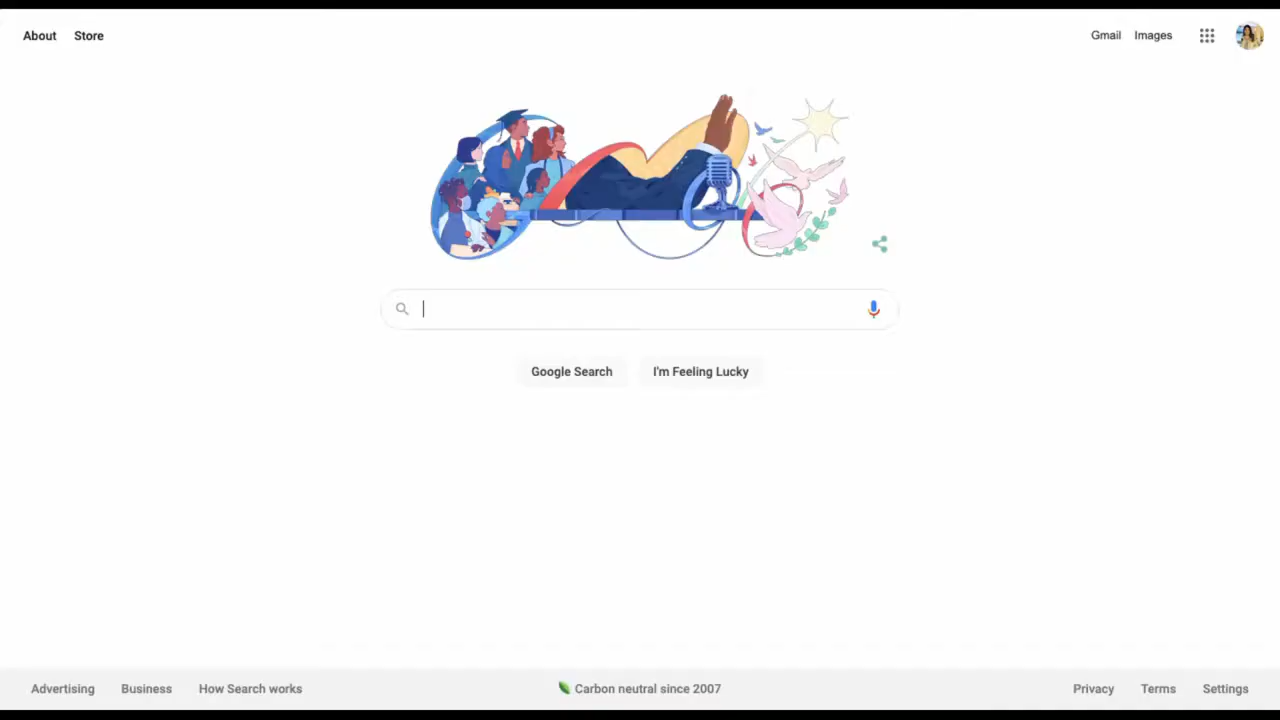 About Store Gmail Images
Google Search I'm Feeling Lucky
Advertising Business How Search works Carbon neutral since 2007 Privacy Terms Settings